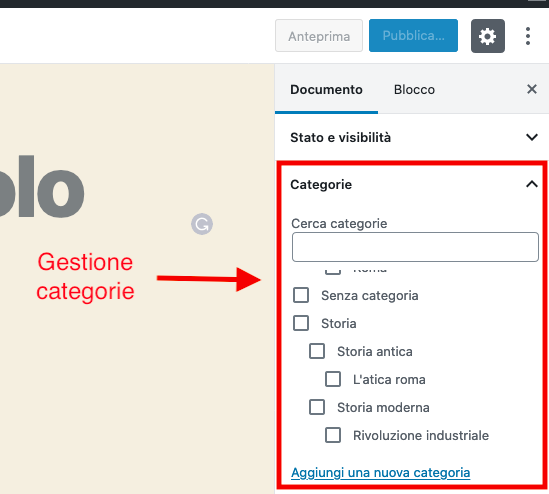 Anteprima
Pubblica...
Documento
Blocco
Stato e visibilità
olo
Categorie
Cerca categorie
Gestione
categorie
Roma
Senza categoria
Storia
Storia antica
L'atica roma
Storia moderna
Rivoluzione industriale
Aggiungi una nuova categoria